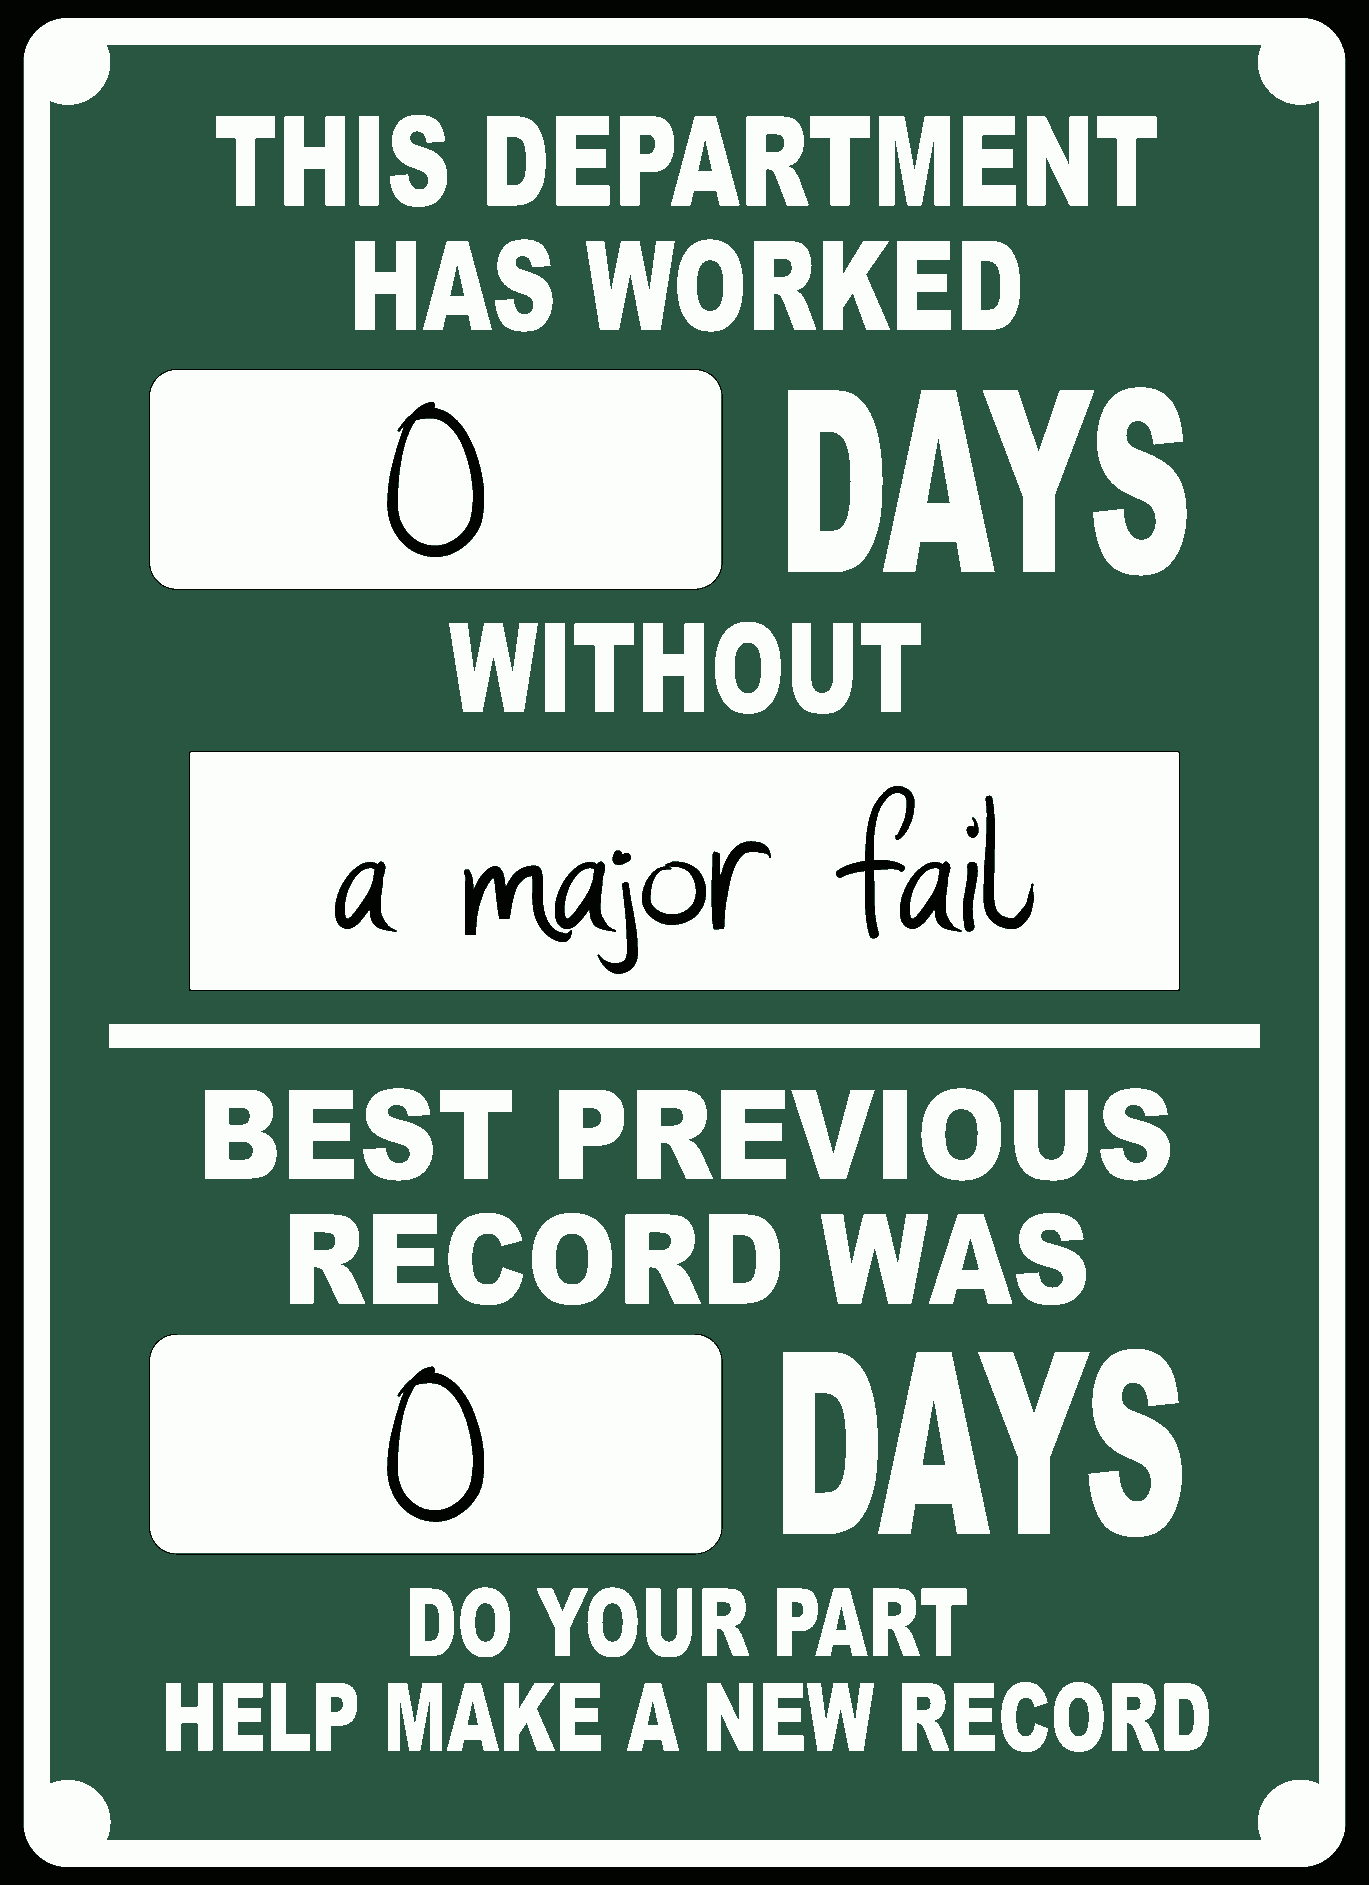 THIS DEPARTMENT
HAS WORKED
0 DAYS
WITHOUT
a major fail
BEST PREVIOUS
RECORD WAS
0 DAYS
DO YOUR PART
HELP MAKE A NEW RECORD